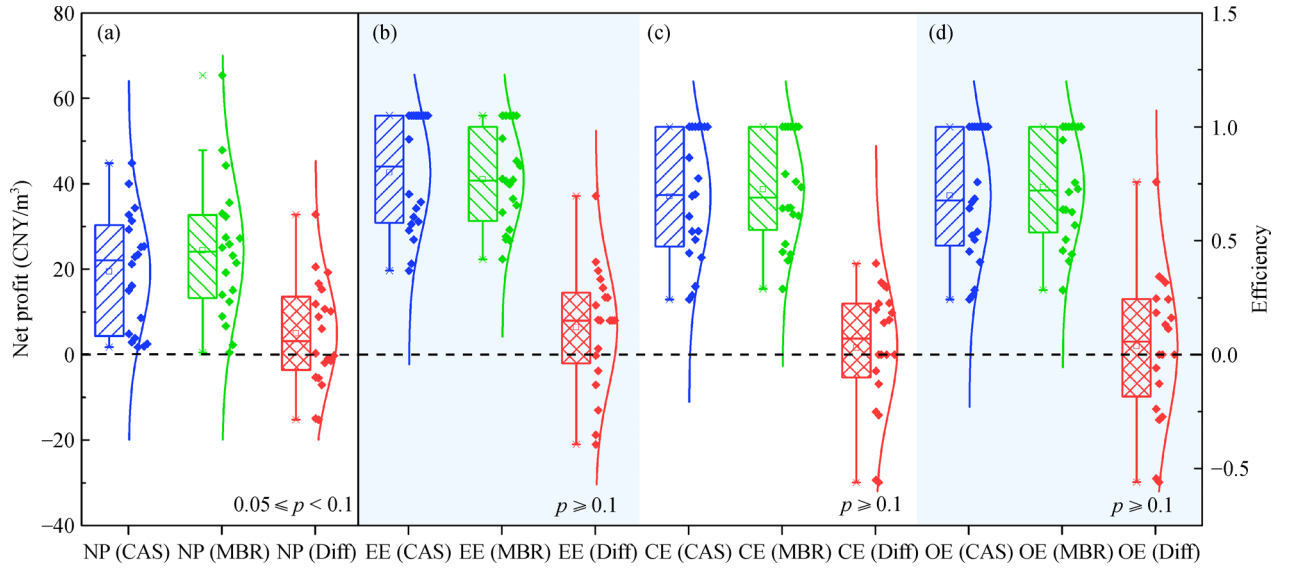 80
60
40
20
0
−20
−40
Net profit (CNY/m³)
(a)
(b)
(c)
(d)
0.05 ⩽ p < 0.1
p ⩾ 0.1
p ⩾ 0.1
p ⩾ 0.1
1.5
1.0
0.5
0.0
−0.5
Efficiency
NP (CAS) NP (MBR) NP (Diff) EE (CAS) EE (MBR) EE (Diff) CE (CAS) CE (MBR) CE (Diff) OE (CAS) OE (MBR) OE (Diff)